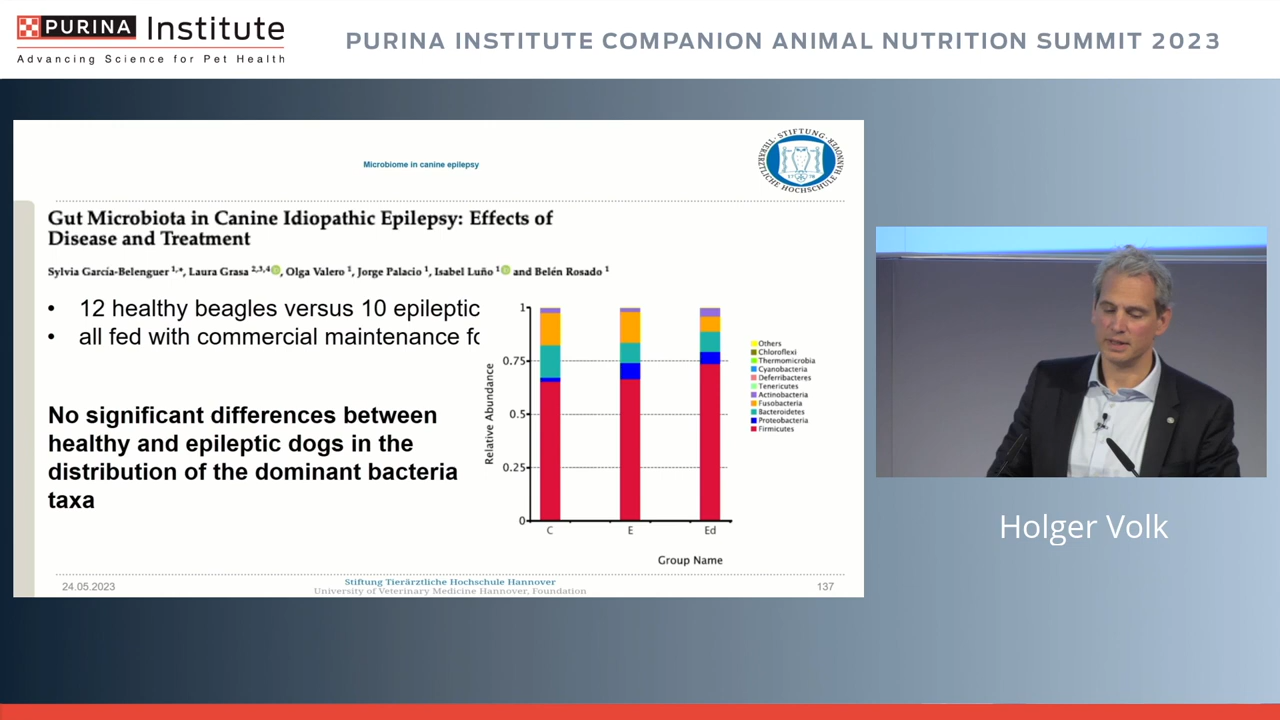 PURINA Institute
Advancing Science for Pet Health
PURINA INSTITUTE COMPANION ANIMAL NUTRITION SUMMIT 2023
Microbiome in canine epilepsy
STIFTUNG TIERÄRZTLICHE HOCHSCHULE HANNOVER
1778
Gut Microbiota in Canine Idiopathic Epilepsy: Effects of
Disease and Treatment
Sylvia García-Belenguer 1,*, Laura Grasa 2,3,4, Olga Valero 1, Jorge Palacio 1, Isabel Luño 1 and Belén Rosado 1
• 12 healthy beagles versus 10 epileptic
• all fed with commercial maintenance fo
No significant differences between
healthy and epileptic dogs in the
distribution of the dominant bacteria
taxa
Relative Abundance
1
0.75
0.5
0.25
0
C E Ed
Group Name
Others
Chloroflexi
Thermomicrobia
Cyanobacteria
Deferribacteres
Tenericutes
Actinobacteria
Fusobacteria
Bacteroidetes
Proteobacteria
Firmicutes
24.05.2023
Stiftung Tierärztliche Hochschule Hannover
University of Veterinary Medicine Hannover, Foundation
137
Holger Volk